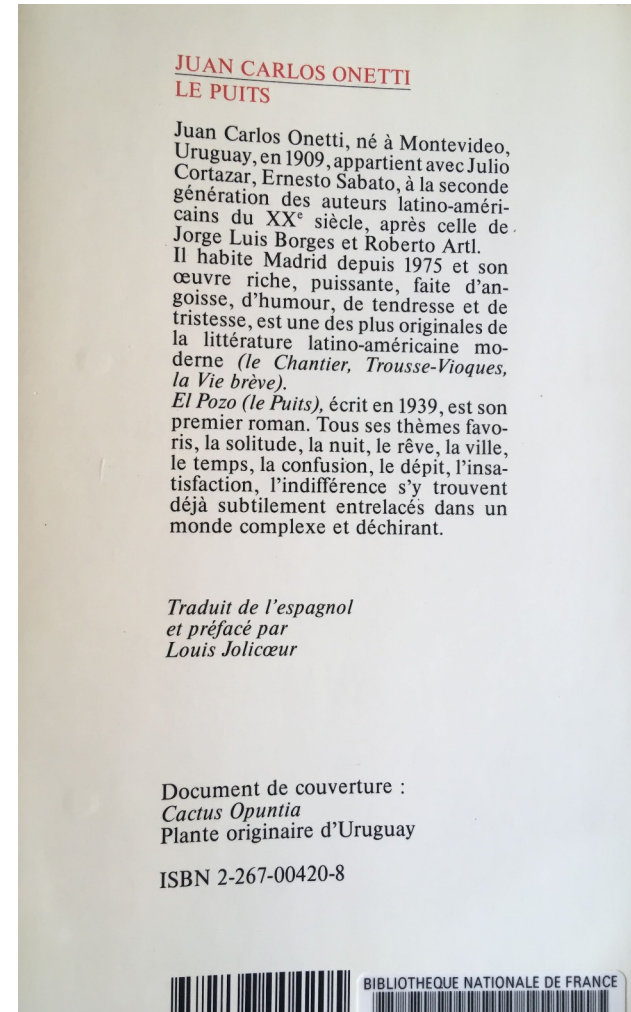 JUAN CARLOS ONETTI
LE PUITS
Juan Carlos Onetti, né à Montevideo,
Uruguay, en 1909, appartient avec Julio
Cortazar, Ernesto Sabato, à la seconde
génération des auteurs latino-améri-
cains du XXe siècle, après celle de
Jorge Luis Borges et Roberto Artl.
Il habite Madrid depuis 1975 et son
œuvre riche, puissante, faite d'an-
goisse, d'humour, de tendresse et de
tristesse, est une des plus originales de
la littérature latino-américaine mo-
derne (le Chantier, Trousse-Vioques,
la Vie brève).
El Pozo (le Puits), écrit en 1939, est son
premier roman. Tous ses thèmes favo-
ris, la solitude, la nuit, le rêve, la ville,
le temps, la confusion, le dépit, l'insa-
tisfaction, l'indifférence s'y trouvent
déjà subtilement entrelacés dans un
monde complexe et déchirant.
Traduit de l'espagnol
et préfacé par
Louis Jolicœur
Document de couverture :
Cactus Opuntia
Plante originaire d'Uruguay
ISBN 2-267-00420-8
BIBLIOTHEQUE NATIONALE DE FRANCE